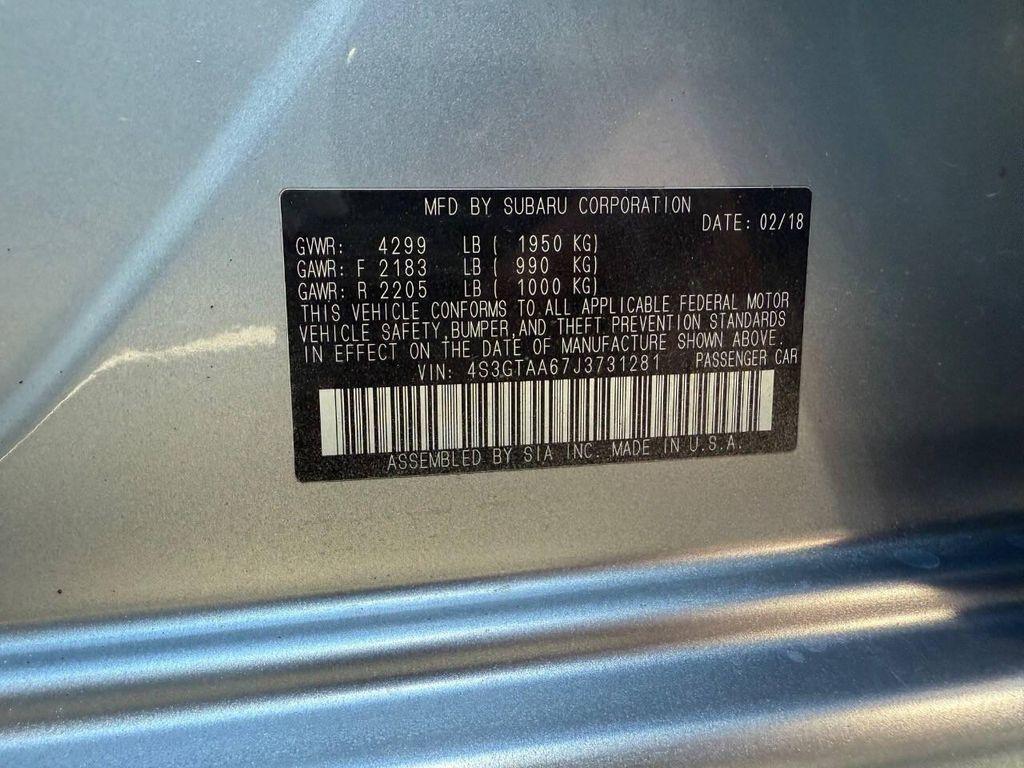 MFD BY SUBARU CORPORATION
DATE: 02/18
GVWR: 4299 LB ( 1950 KG)
GAWR: F 2183 LB ( 990 KG)
GAWR: R 2205 LB ( 1000 KG)
THIS VEHICLE CONFORMS TO ALL APPLICABLE FEDERAL MOTOR
VEHICLE SAFETY, BUMPER, AND THEFT PREVENTION STANDARDS
IN EFFECT ON THE DATE OF MANUFACTURE SHOWN ABOVE.
VIN: 4S3GTAA67J3731281 PASSENGER CAR
ASSEMBLED BY SIA INC. MADE IN U.S.A.